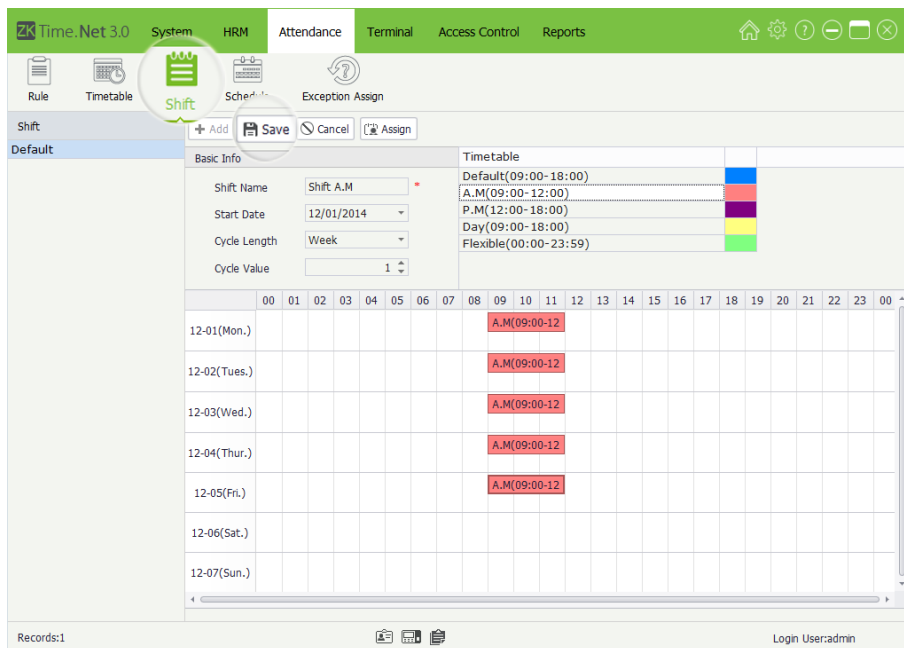 ZK Time.Net 3.0 System HRM Attendance Terminal Access Control Reports
Rule Timetable Shift Schedule Exception Assign
Shift
Add Save Cancel Assign
Default
Basic Info
Timetable
Shift Name Shift A.M *
Start Date 12/01/2014
Cycle Length Week
Cycle Value 1
Default(09:00-18:00)
A.M(09:00-12:00)
P.M(12:00-18:00)
Day(09:00-18:00)
Flexible(00:00-23:59)
00 01 02 03 04 05 06 07 08 09 10 11 12 13 14 15 16 17 18 19 20 21 22 23 00
12-01(Mon.) A.M(09:00-12
12-02(Tues.) A.M(09:00-12
12-03(Wed.) A.M(09:00-12
12-04(Thur.) A.M(09:00-12
12-05(Fri.) A.M(09:00-12
12-06(Sat.)
12-07(Sun.)
Records:1 Login User:admin